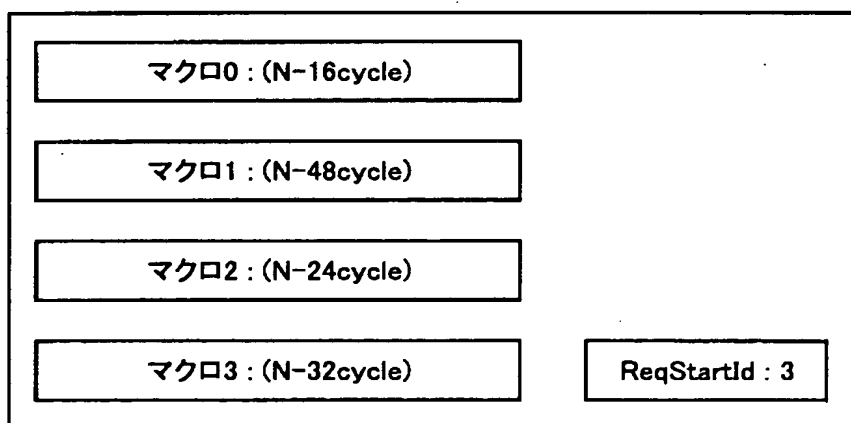 マクロ0 : (N-16cycle)
マクロ1 : (N-48cycle)
マクロ2 : (N-24cycle)
マクロ3 : (N-32cycle)
ReqStartId : 3